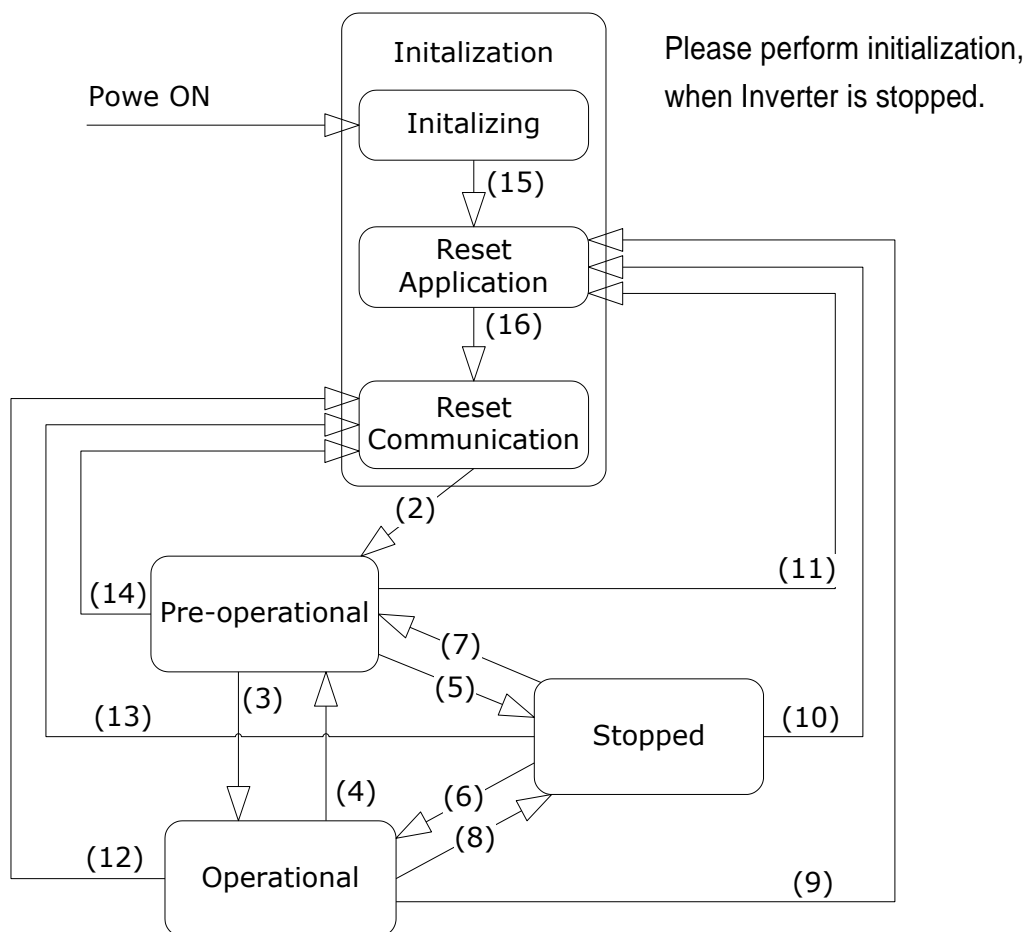 Initalization
Please perform initialization,
when Inverter is stopped.
Powe ON
Initalizing
(15)
Reset
Application
(16)
Reset
Communication
(2)
(14)
Pre-operational
(11)
(7)
(3)
(5)
(13)
Stopped
(10)
(4)
(6)
(8)
(12)
Operational
(9)